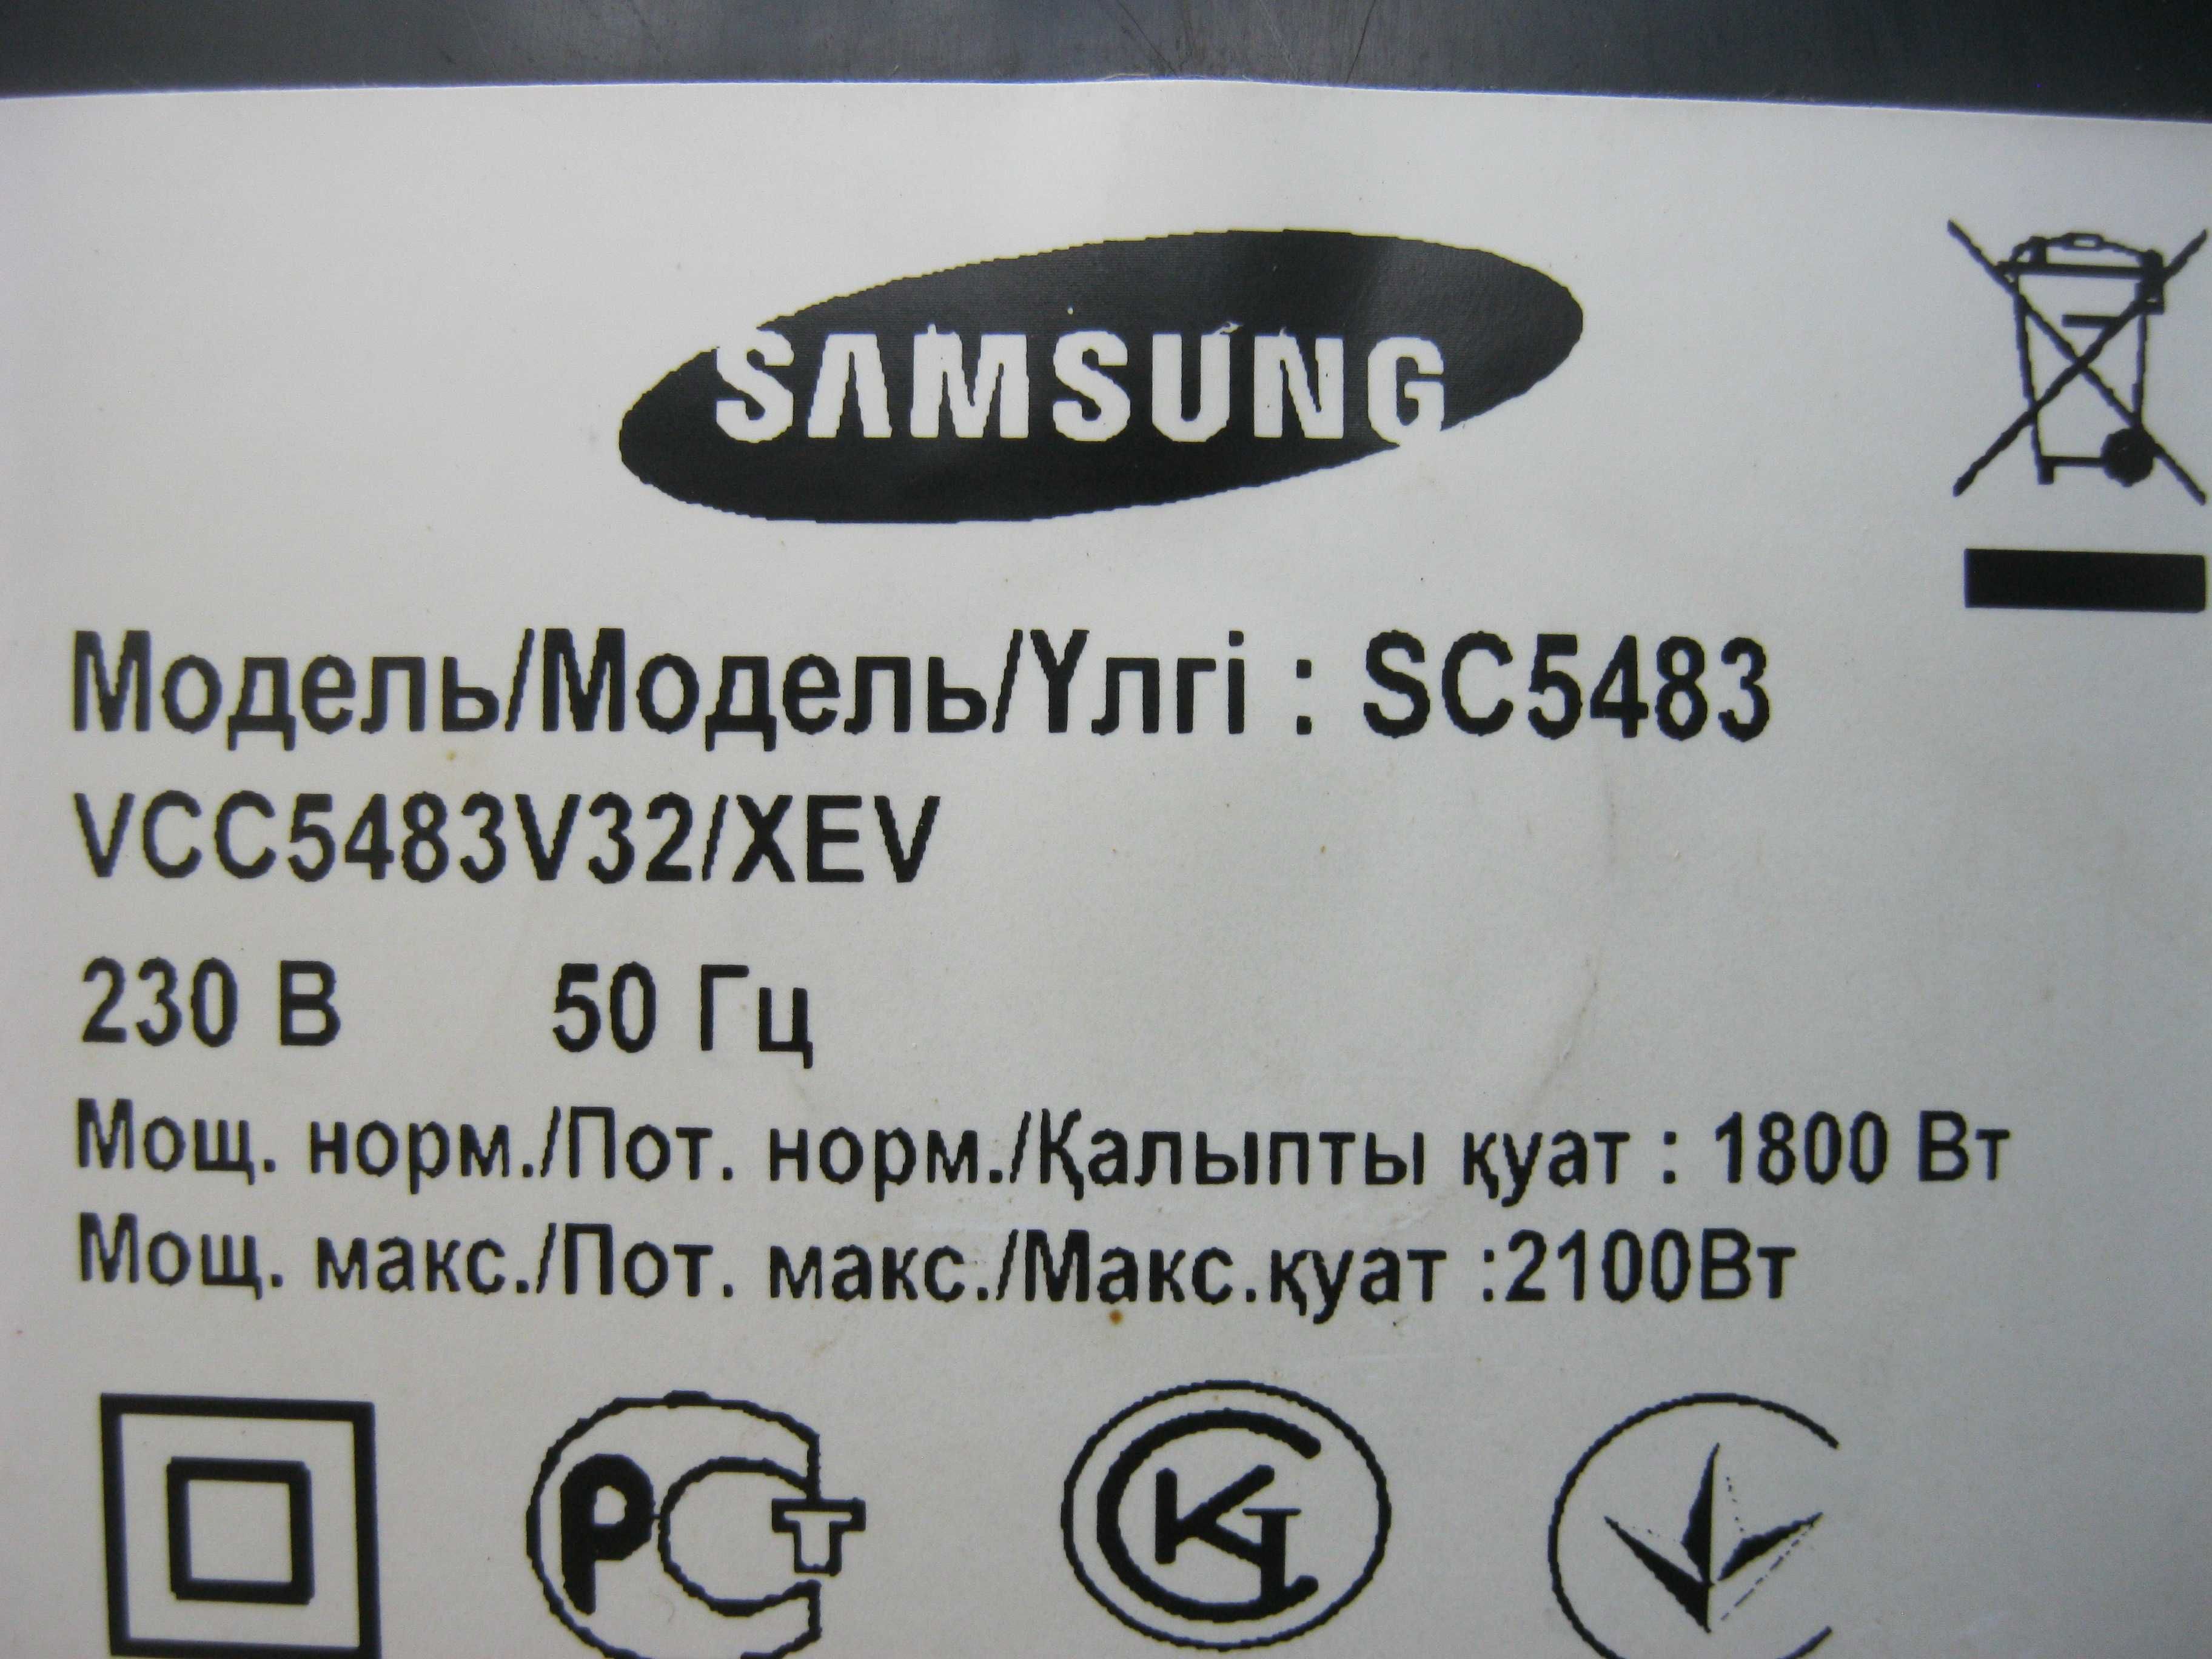 SAMSUNG
Модель/Модель/Үлгі : SC5483
VCC5483V32/XEV
230 В 50 Гц
Мощ. норм./Пот. норм./Қалыпты қуат : 1800 Вт
Мощ. макс./Пот. макс./Макс.қуат :2100Вт
РСТ